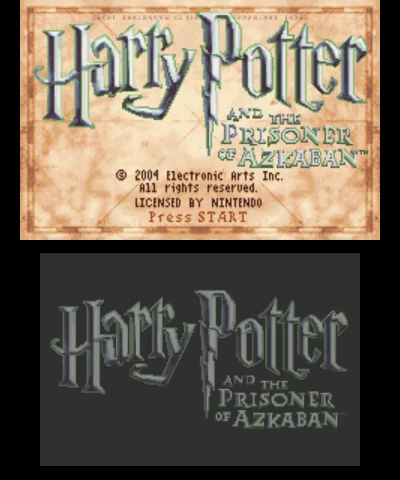 Harry Potter
AND THE
PRISONER
OF AZKABAN™
© 2004 Electronic Arts Inc.
All rights reserved.
LICENSED BY NINTENDO
Press START
Harry Potter
AND THE
PRISONER
OF AZKABAN